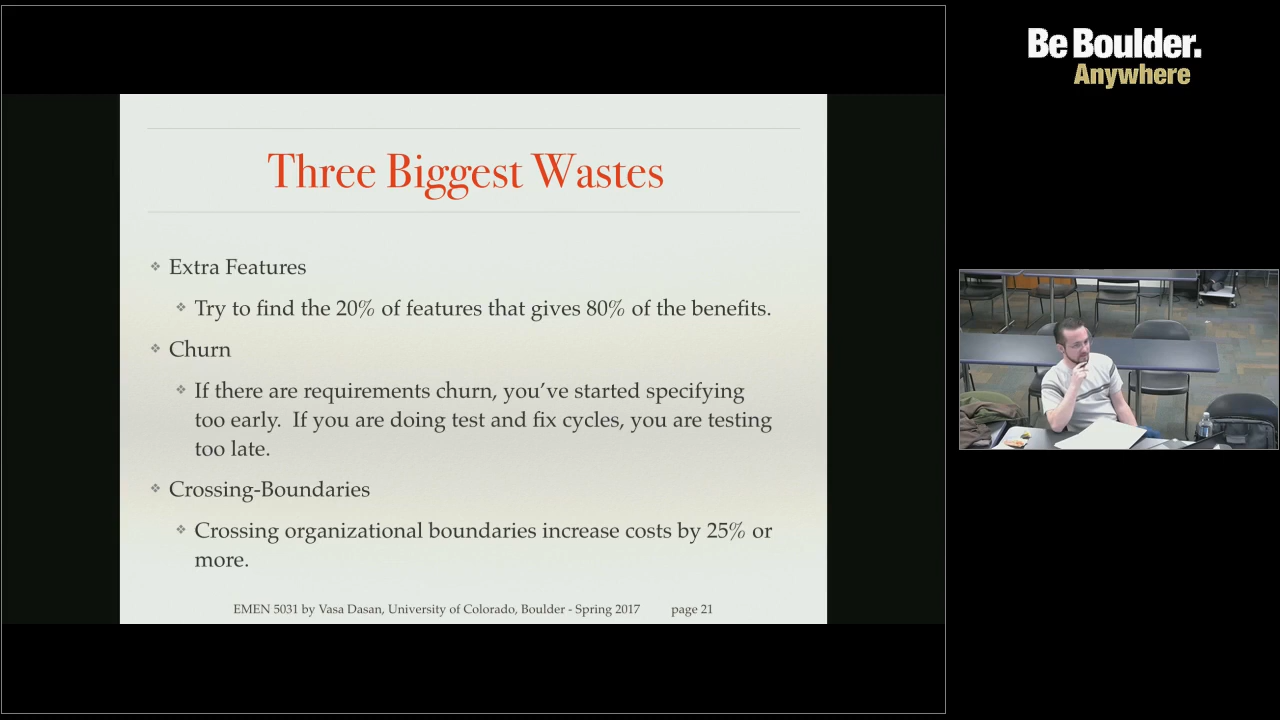 Be Boulder.
Anywhere
Three Biggest Wastes
❖ Extra Features
❖ Try to find the 20% of features that gives 80% of the benefits.
❖ Churn
❖ If there are requirements churn, you’ve started specifying
too early.  If you are doing test and fix cycles, you are testing
too late.
❖ Crossing-Boundaries
❖ Crossing organizational boundaries increase costs by 25% or
more.
EMEN 5031 by Vasa Dasan, University of Colorado, Boulder - Spring 2017 page 21